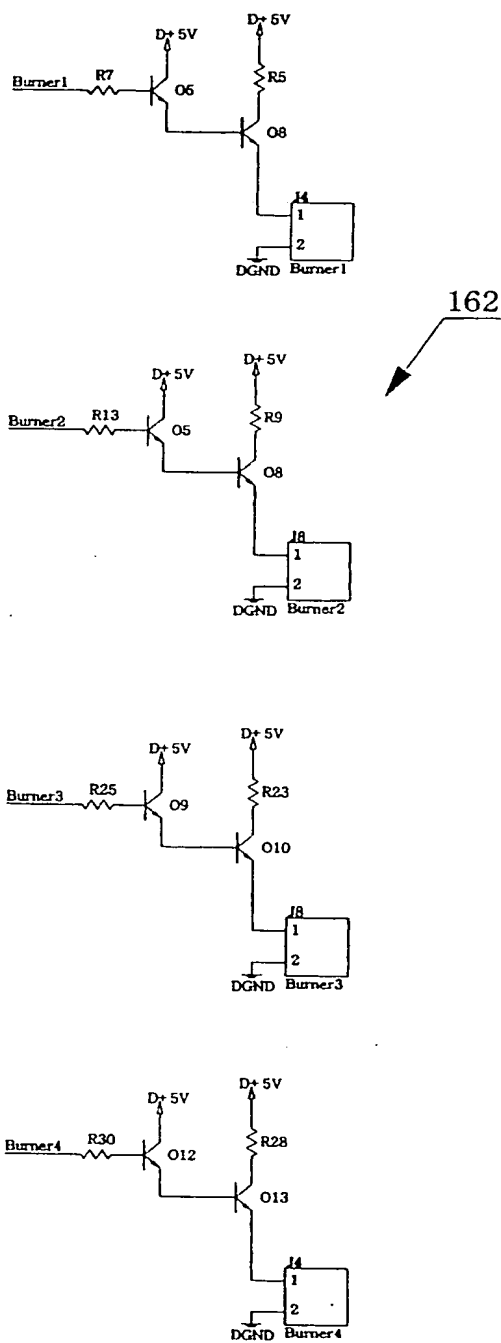 D+ 5V
D+ 5V
Burner1
R7
O6
R5
O8
J4
1
2
DGND
Burner1
162
D+ 5V
D+ 5V
Burner2
R13
O5
R9
O8
J8
1
2
DGND
Burner2
D+ 5V
D+ 5V
Burner3
R25
O9
R23
O10
J8
1
2
DGND
Burner3
D+ 5V
D+ 5V
Burner4
R30
O12
R28
O13
J4
1
2
DGND
Burner4